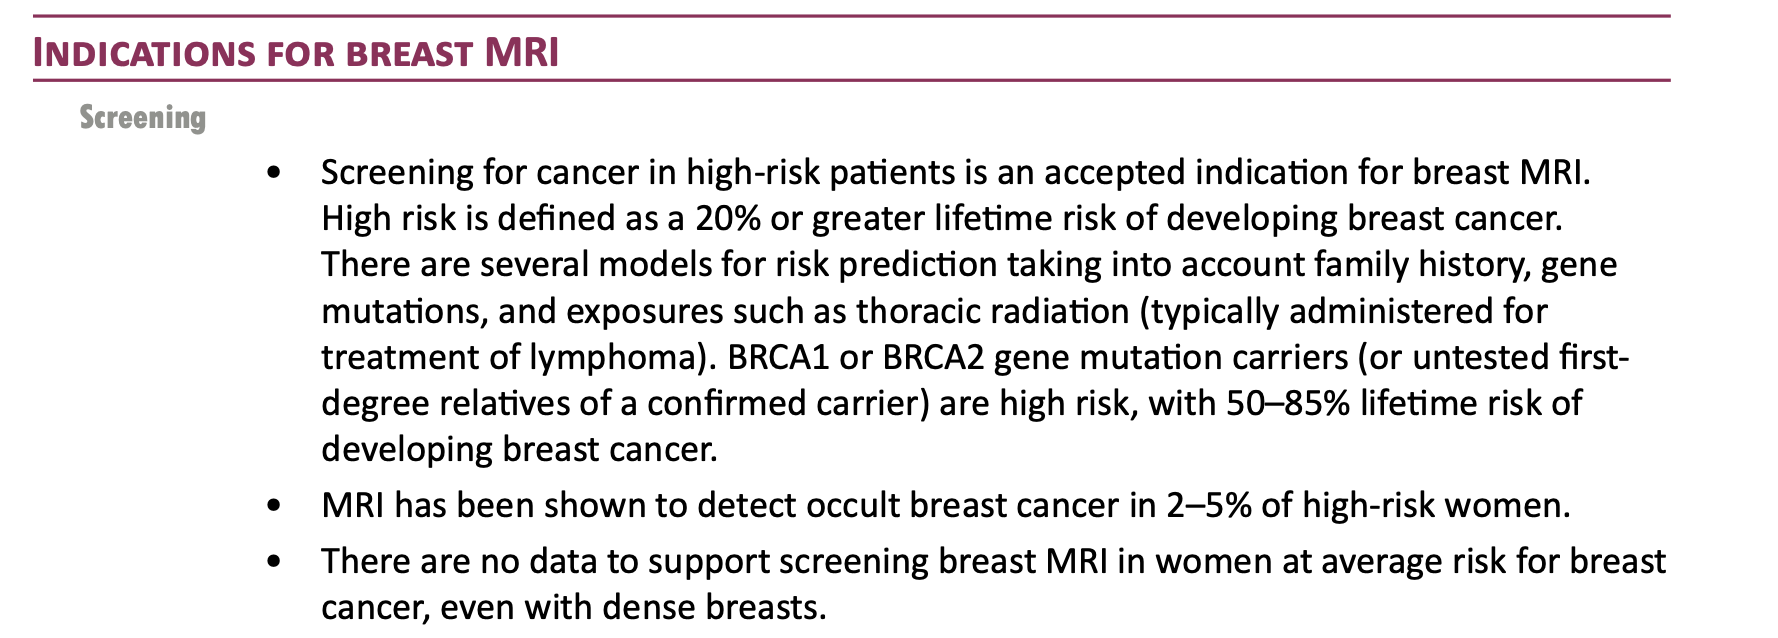 INDICATIONS FOR BREAST MRI
Screening
• Screening for cancer in high-risk patients is an accepted indication for breast MRI.
High risk is defined as a 20% or greater lifetime risk of developing breast cancer.
There are several models for risk prediction taking into account family history, gene
mutations, and exposures such as thoracic radiation (typically administered for
treatment of lymphoma). BRCA1 or BRCA2 gene mutation carriers (or untested first-
degree relatives of a confirmed carrier) are high risk, with 50–85% lifetime risk of
developing breast cancer.
• MRI has been shown to detect occult breast cancer in 2–5% of high-risk women.
• There are no data to support screening breast MRI in women at average risk for breast
cancer, even with dense breasts.